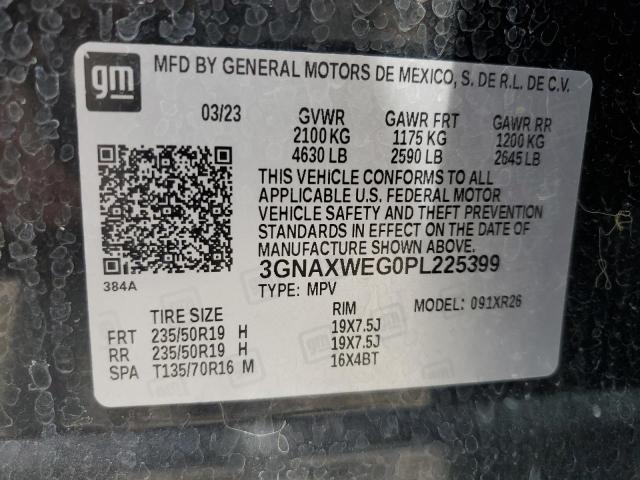 gm
MFD BY GENERAL MOTORS DE MEXICO, S. DE R.L. DE C.V.
03/23 GVWR GAWR FRT GAWR RR
2100 KG 1175 KG 1200 KG
4630 LB 2590 LB 2645 LB
THIS VEHICLE CONFORMS TO ALL
APPLICABLE U.S. FEDERAL MOTOR
VEHICLE SAFETY AND THEFT PREVENTION
STANDARDS IN EFFECT ON THE DATE OF
MANUFACTURE SHOWN ABOVE.
3GNAXWEG0PL225399
384A
TYPE: MPV MODEL: 091XR26
TIRE SIZE RIM
FRT 235/50R19 H 19X7.5J
RR 235/50R19 H 19X7.5J
SPA T135/70R16 M 16X4BT